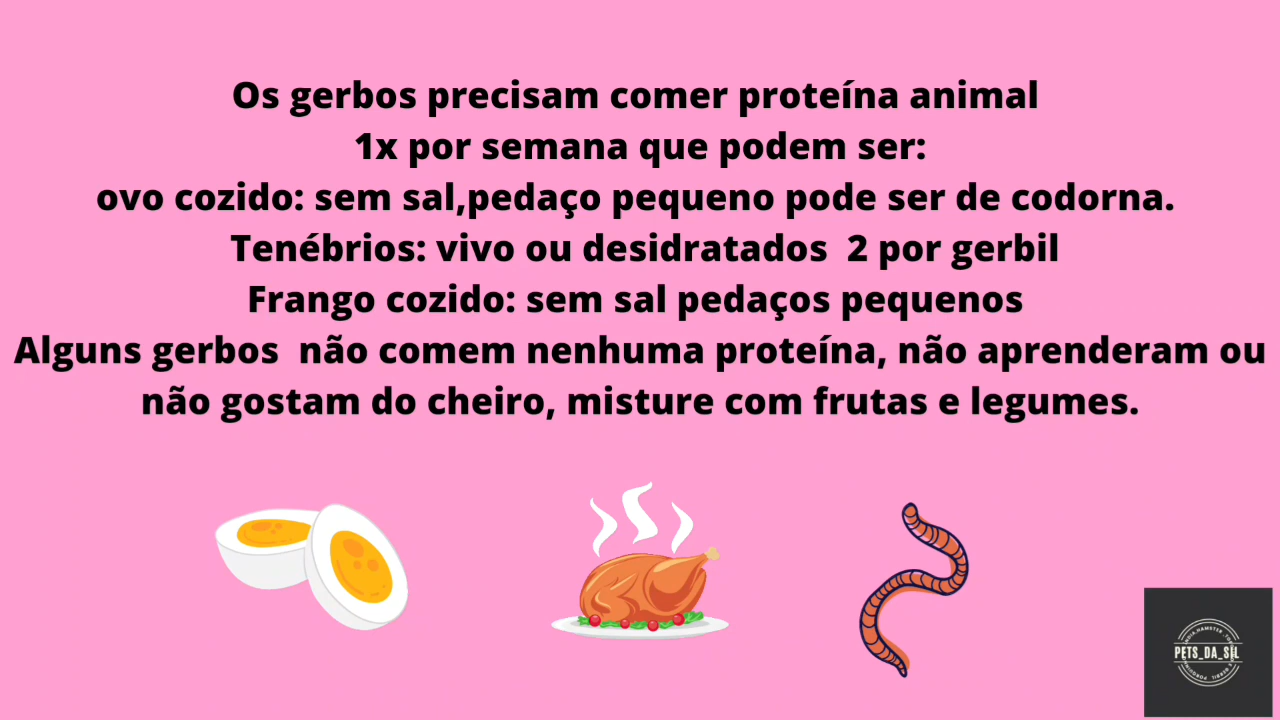 Os gerbos precisam comer proteína animal
1x por semana que podem ser:
ovo cozido: sem sal,pedaço pequeno pode ser de codorna.
Tenébrios: vivo ou desidratados  2 por gerbil
Frango cozido: sem sal pedaços pequenos
Alguns gerbos  não comem nenhuma proteína, não aprenderam ou
não gostam do cheiro, misture com frutas e legumes.
PETS_DA_SIL